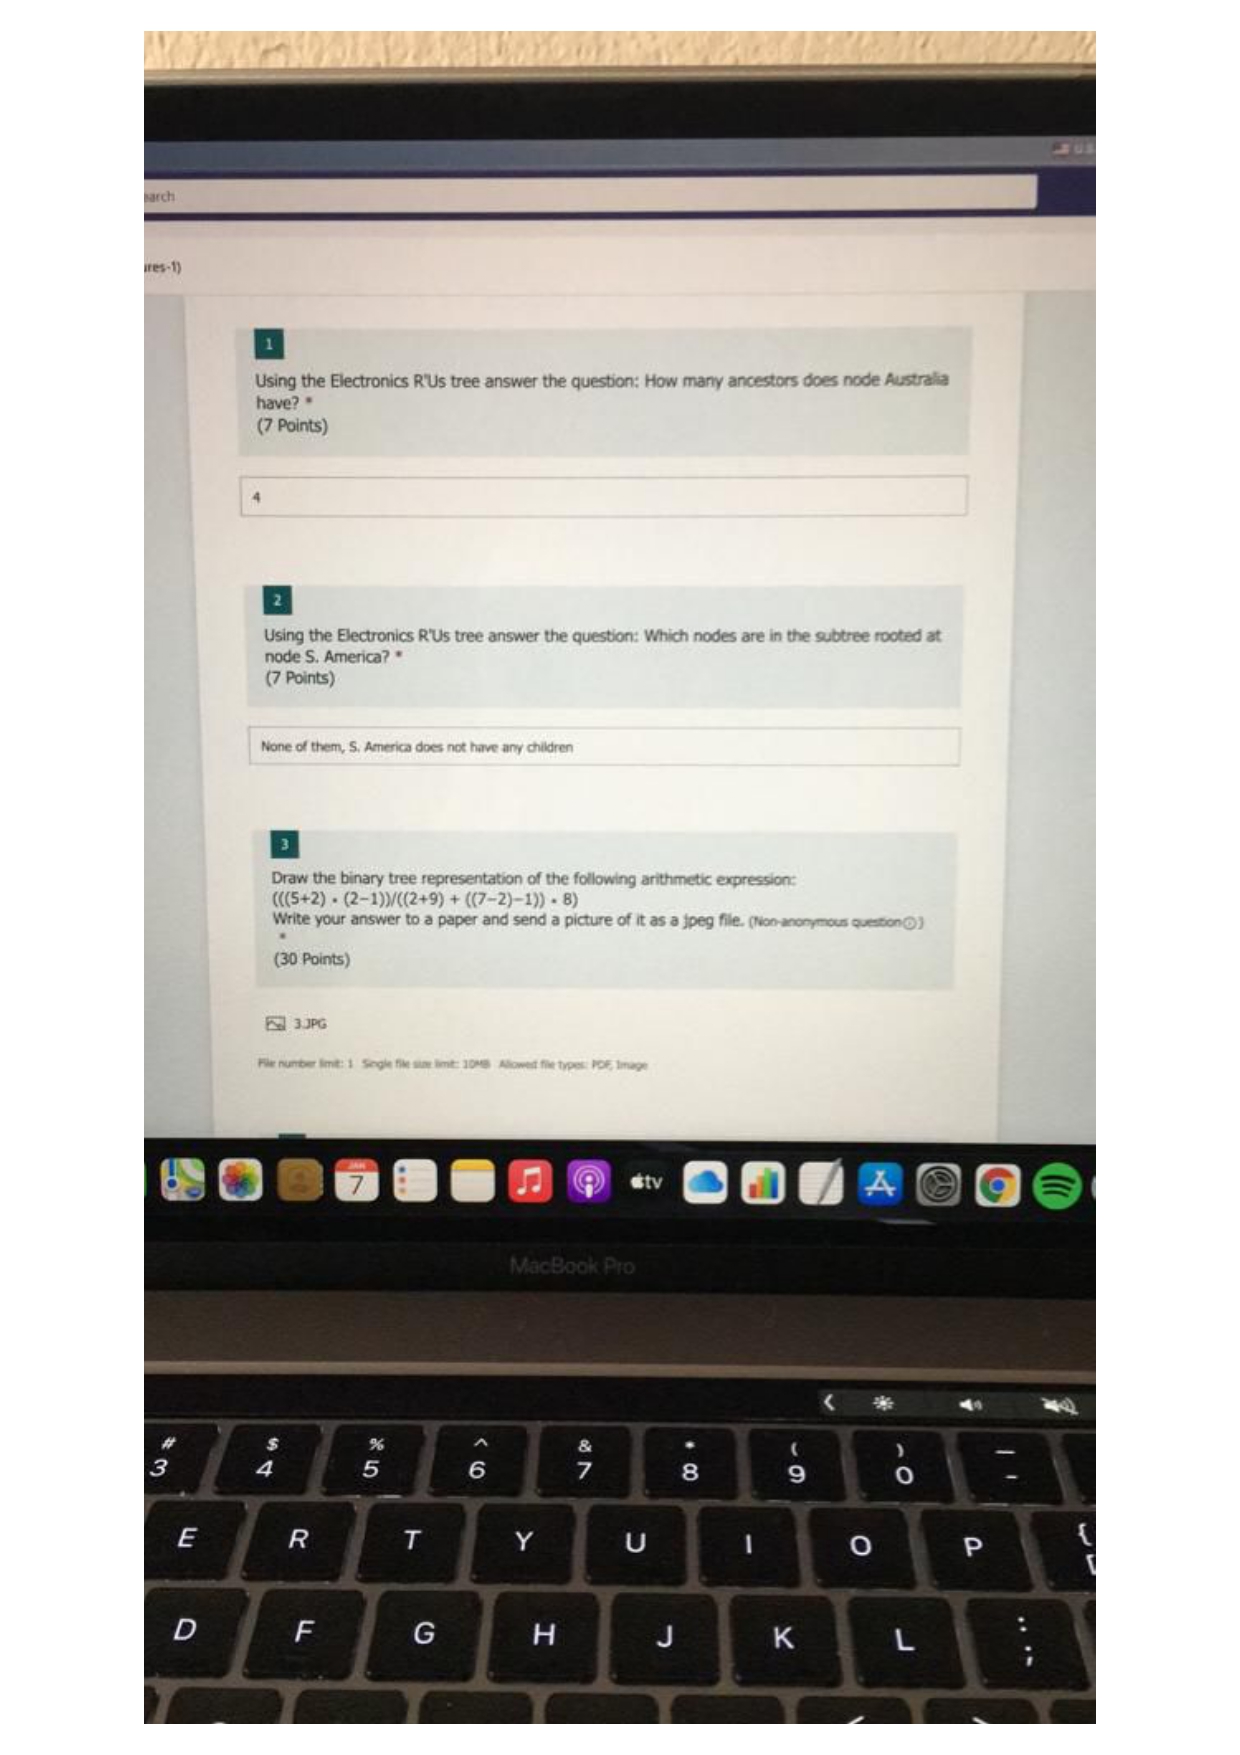 U.S.
earch
ures-1)
1
Using the Electronics R'Us tree answer the question: How many ancestors does node Australia
have? *
(7 Points)
4
2
Using the Electronics R'Us tree answer the question: Which nodes are in the subtree rooted at
node S. America? *
(7 Points)
None of them, S. America does not have any children
3
Draw the binary tree representation of the following arithmetic expression:
(((5+2) * (2−1))/((2+9) + ((7−2)−1)) * 8)
Write your answer to a paper and send a picture of it as a jpeg file. (Non-anonymous question)
*
(30 Points)
3.JPG
File number limit: 1 Single file size limit: 10MB Allowed file types: PDF, Image
JAN
7
tv
MacBook Pro
# $ % ^ & * ( ) —
3 4 5 6 7 8 9 0 -
E R T Y U I O P {
[
D F G H J K L :
;